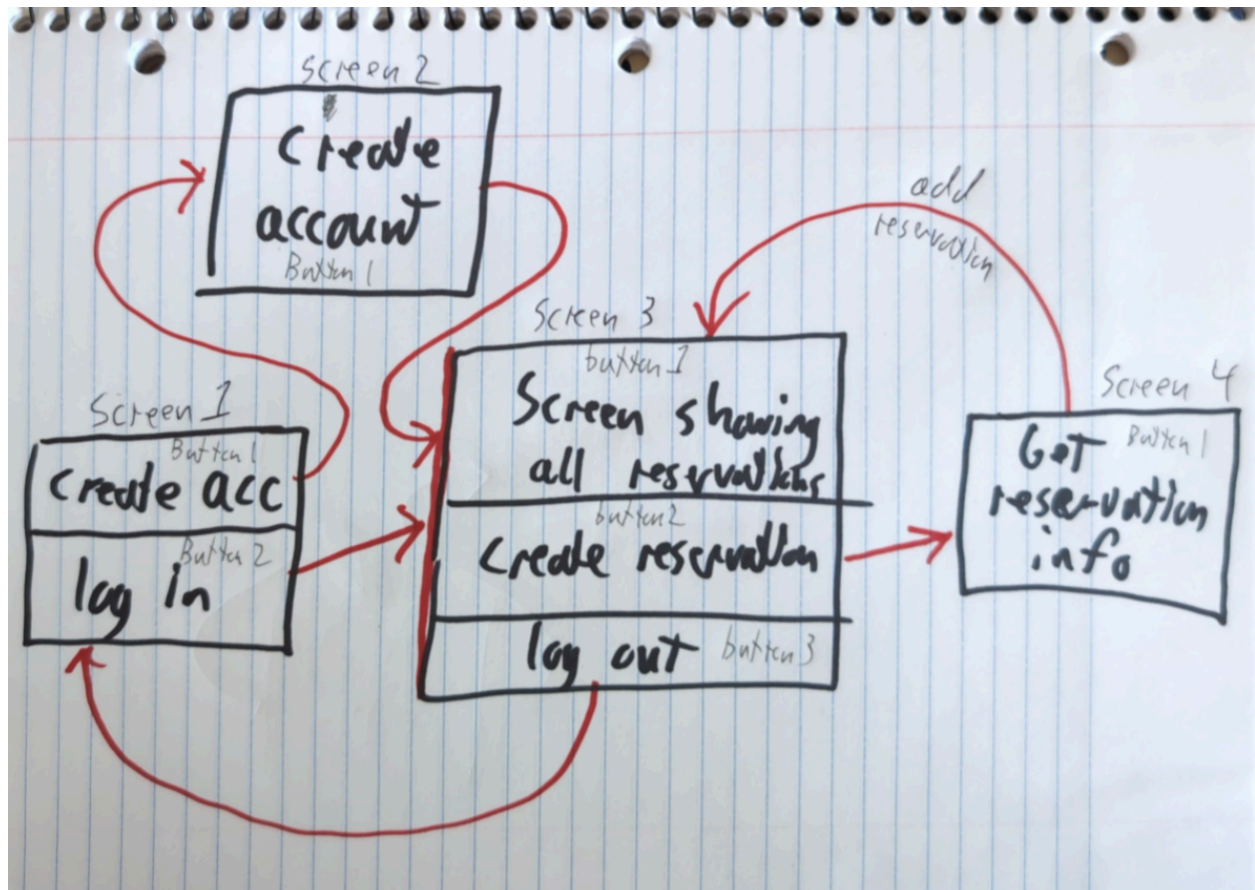 Screen 2
Create
account
Button 1
add
reservation
Screen 3
button 1
Screen showing
all reservations
button2
Create reservation
log out button 3
Screen 1
Button 1
Create acc
Button 2
log in
Screen 4
Get Button 1
reservation
info